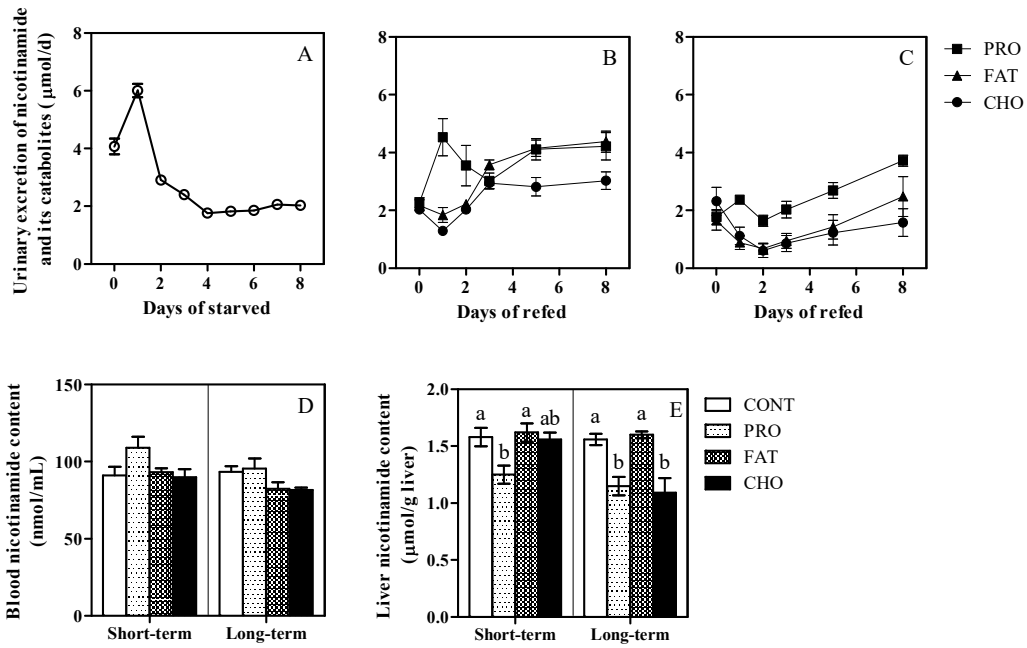 Urinary excretion of nicotinamide
and its catabolites ( μmol/d)
8
6
4
2
0
A
0 2 4 6 8
Days of starved
8
6
4
2
0
B
0 2 4 6 8
Days of refed
8
6
4
2
0
C
0 2 4 6 8
Days of refed
PRO
FAT
CHO
Blood nicotinamide content
(nmol/mL)
150
100
50
0
D
Short-term Long-term
Liver nicotinamide content
(μmol/g liver)
2.0
1.5
1.0
0.5
0.0
E
a b a ab a b a b
Short-term Long-term
CONT
PRO
FAT
CHO